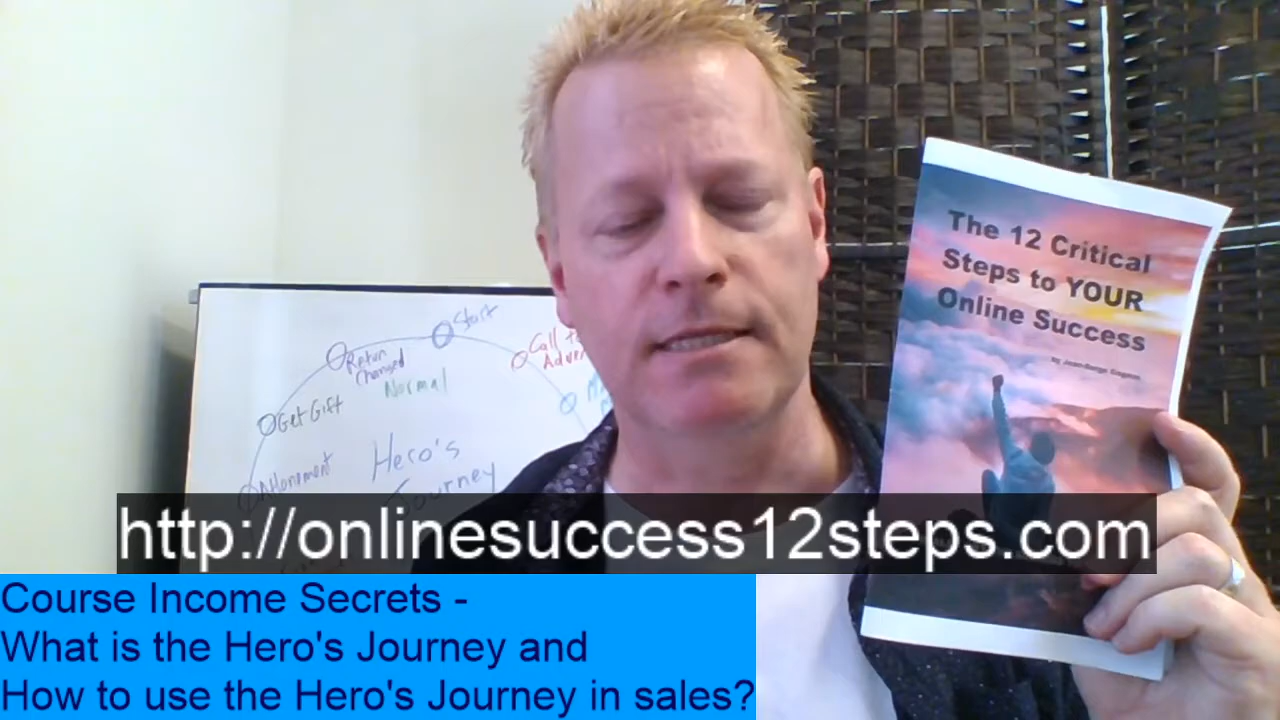 Start
Return
Changed
Normal
Call to
Adven
Get Gift
Hero's
Journey
The 12 Critical
Steps to YOUR
Online Success
http://onlinesuccess12steps.com
Course Income Secrets -
What is the Hero's Journey and
How to use the Hero's Journey in sales?